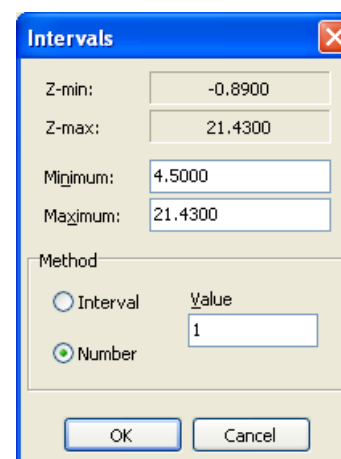 Intervals
Z-min: -0.8900
Z-max: 21.4300
Minimum: 4.5000
Maximum: 21.4300
Method
Interval Value
1
Number
OK Cancel